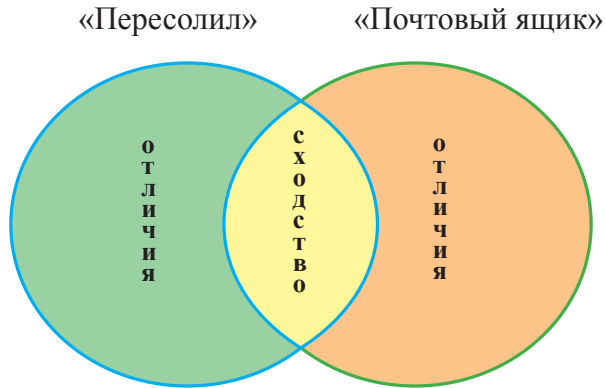 «Пересолил»
«Почтовый ящик»
отличия
сходство
отличия